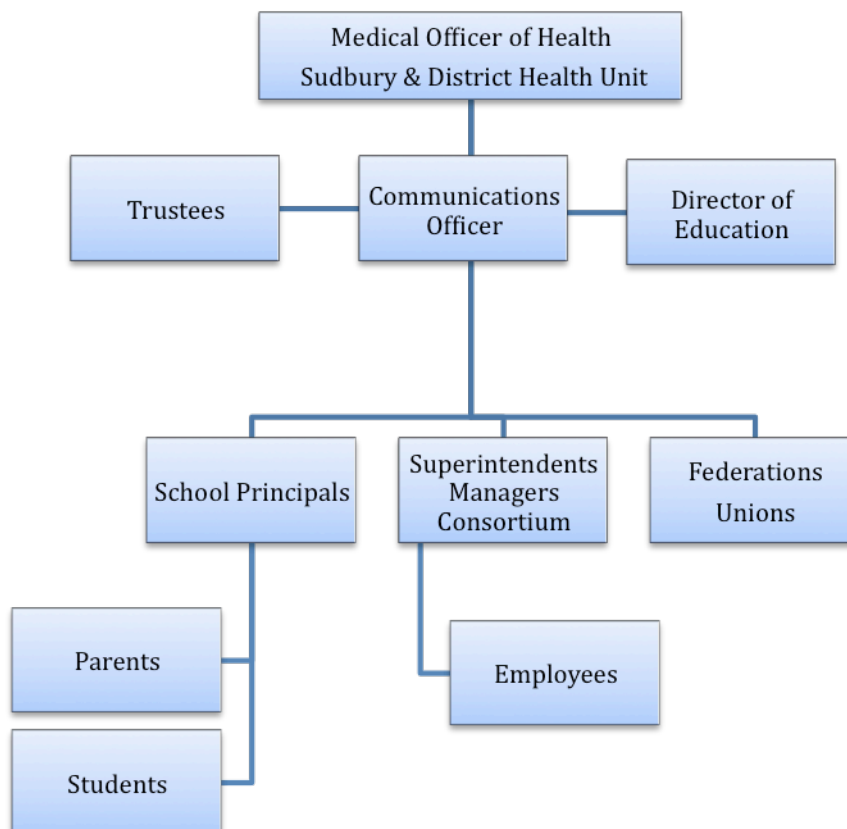 Medical Officer of Health
Sudbury & District Health Unit
Trustees
Communications
Officer
Director of
Education
School Principals
Superintendents
Managers
Consortium
Federations
Unions
Parents
Employees
Students